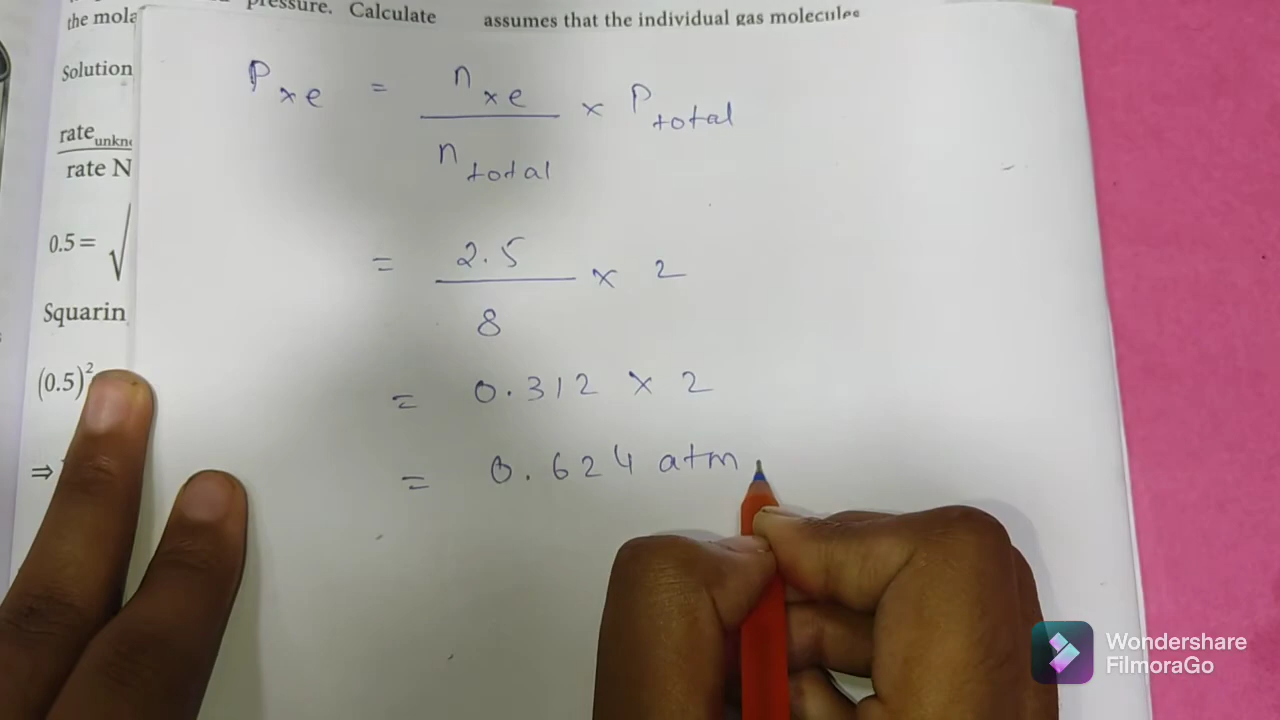 pressure. Calculate
the mola
assumes that the individual gas molecules
Solution
rate unkn
rate N
0.5 = √
Squarin
(0.5)²
⇒
P xe = n xe / n total × P total
= 2.5 / 8 × 2
= 0.312 × 2
= 0.624 atm
Wondershare
FilmoraGo